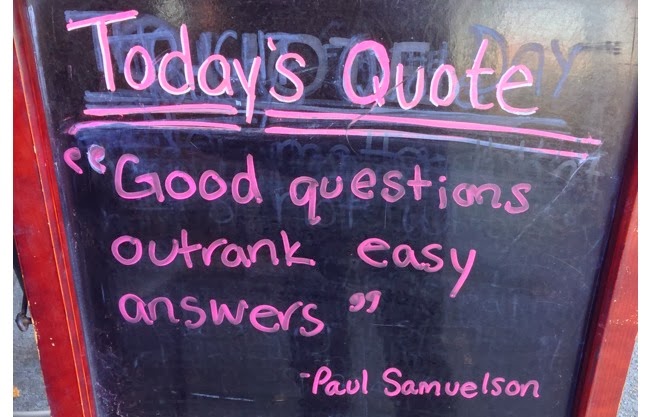 Today's Quote
"Good questions
outrank easy
answers"
-Paul Samuelson